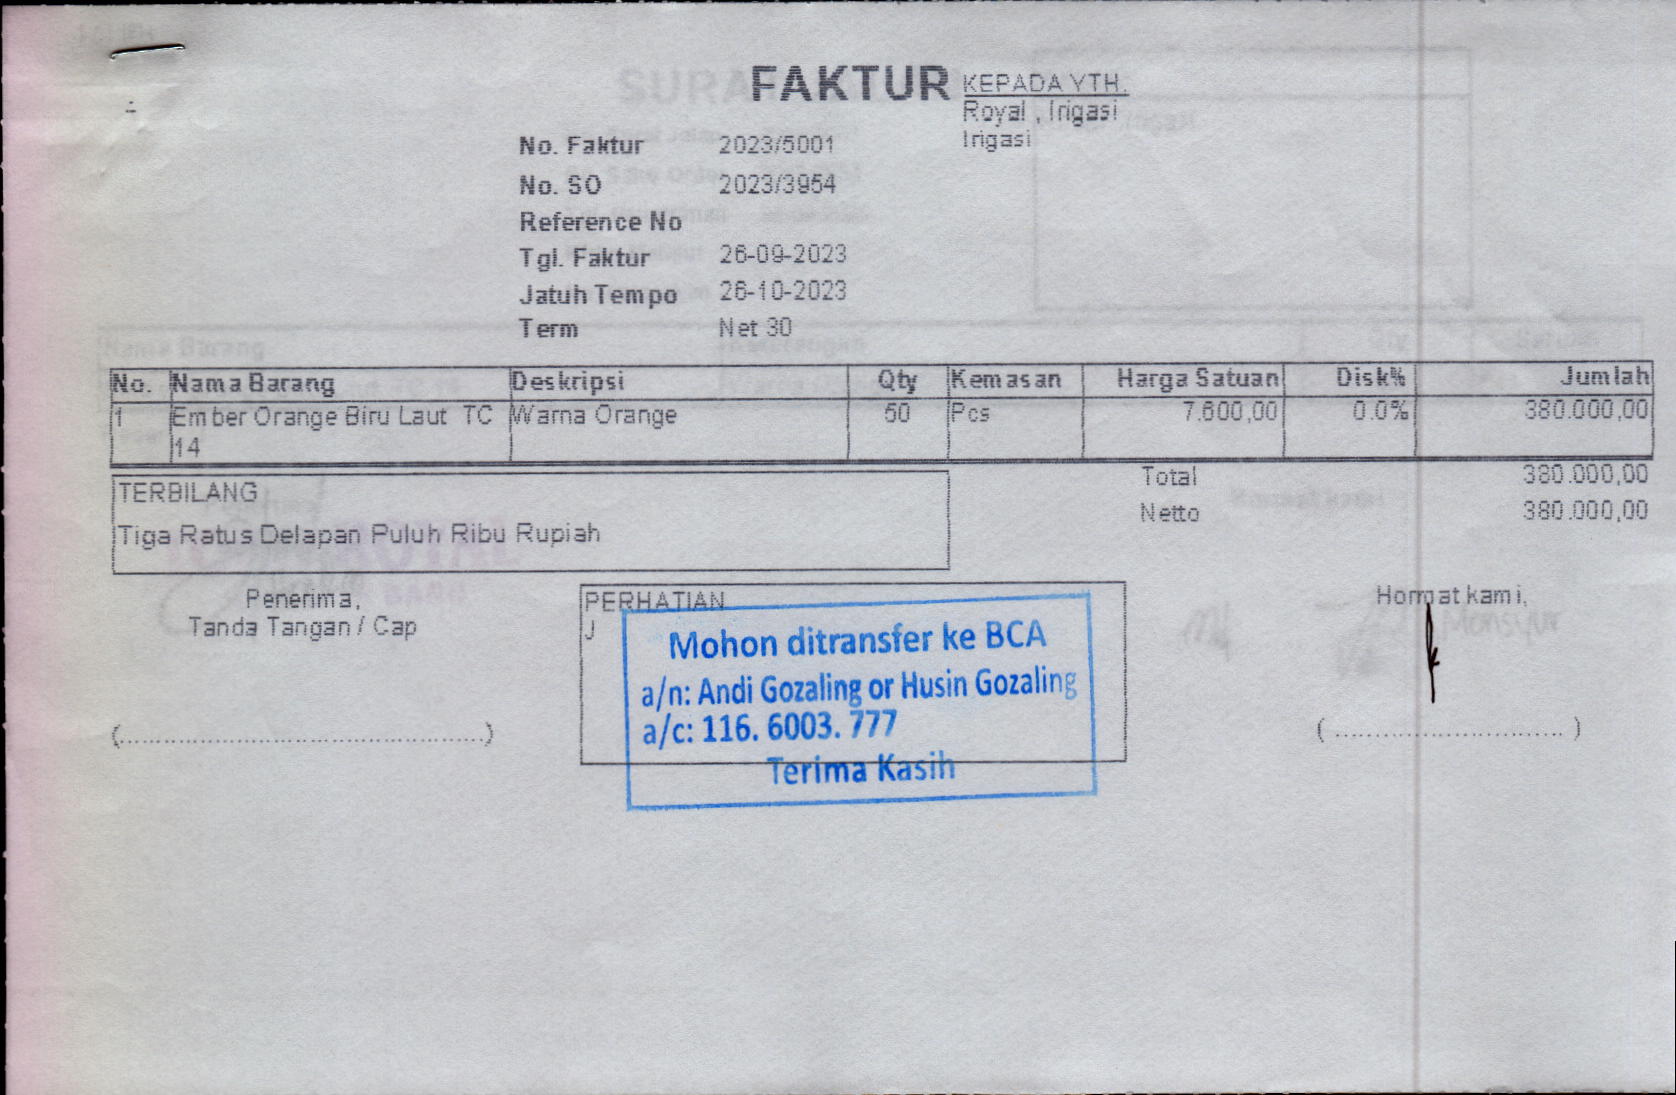 FAKTUR
KEPADA YTH.
Royal , Irigasi
Irigasi
No. Faktur 2023/5001
No. SO 2023/3954
Reference No
Tgl. Faktur 26-09-2023
Jatuh Tempo 26-10-2023
Term Net 30
No. Nama Barang Deskripsi Qty Kemasan Harga Satuan Disk% Jumlah
1 Ember Orange Biru Laut TC Warna Orange 50 Pcs 7.600,00 0.0% 380.000,00
14
Total 380.000,00
Netto 380.000,00
TERBILANG
Tiga Ratus Delapan Puluh Ribu Rupiah
Penerima,
Tanda Tangan / Cap
(................................................)
PERHATIAN
J
Mohon ditransfer ke BCA
a/n: Andi Gozaling or Husin Gozaling
a/c: 116. 6003. 777
Terima Kasih
Hormat kami,
(..............................)